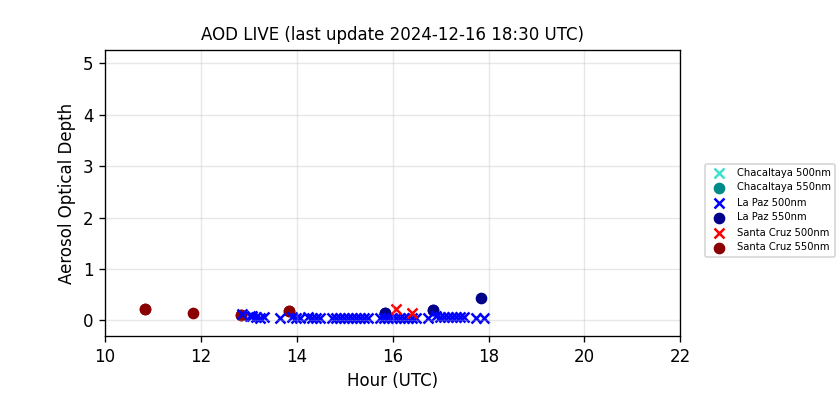 AOD LIVE (last update 2024-12-16 18:30 UTC)
5
4
3
2
1
0
Aerosol Optical Depth
10 12 14 16 18 20 22
Hour (UTC)
Chacaltaya 500nm
Chacaltaya 550nm
La Paz 500nm
La Paz 550nm
Santa Cruz 500nm
Santa Cruz 550nm